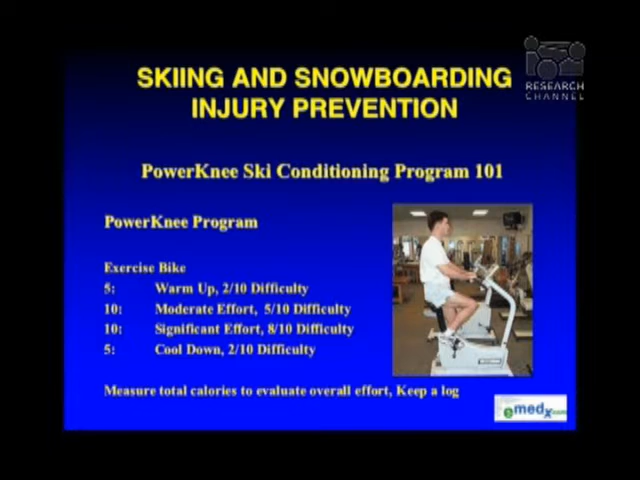 RESEARCH
CHANNEL
SKIING AND SNOWBOARDING
INJURY PREVENTION
PowerKnee Ski Conditioning Program 101
PowerKnee Program
Exercise Bike
5: Warm Up, 2/10 Difficulty
10: Moderate Effort, 5/10 Difficulty
10: Significant Effort, 8/10 Difficulty
5: Cool Down, 2/10 Difficulty
Measure total calories to evaluate overall effort, Keep a log
emedx.com